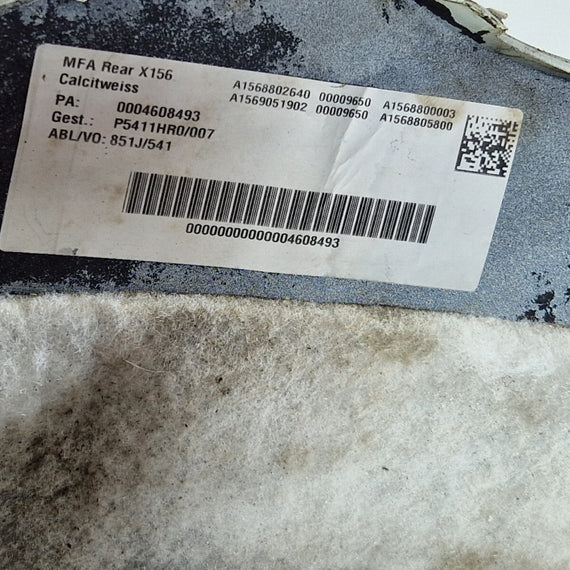 MFA Rear X156
Calcitweiss
PA: 0004608493
Gest.: P5411HR0/007
ABL/VO: 851J/541
A1568802640 00009650 A1568800003
A1569051902 00009650 A1568805800
00000000000004608493